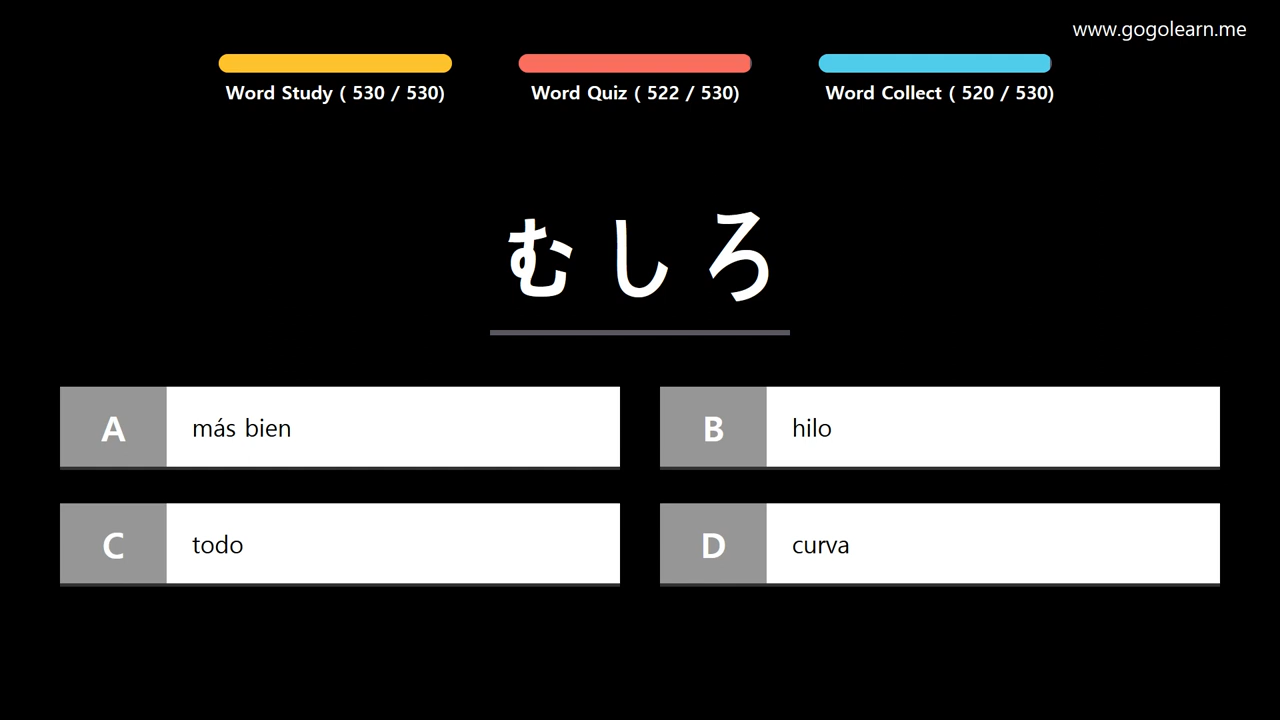 www.gogolearn.me
Word Study ( 530 / 530)
Word Quiz ( 522 / 530)
Word Collect ( 520 / 530)
むしろ
A más bien
B hilo
C todo
D curva